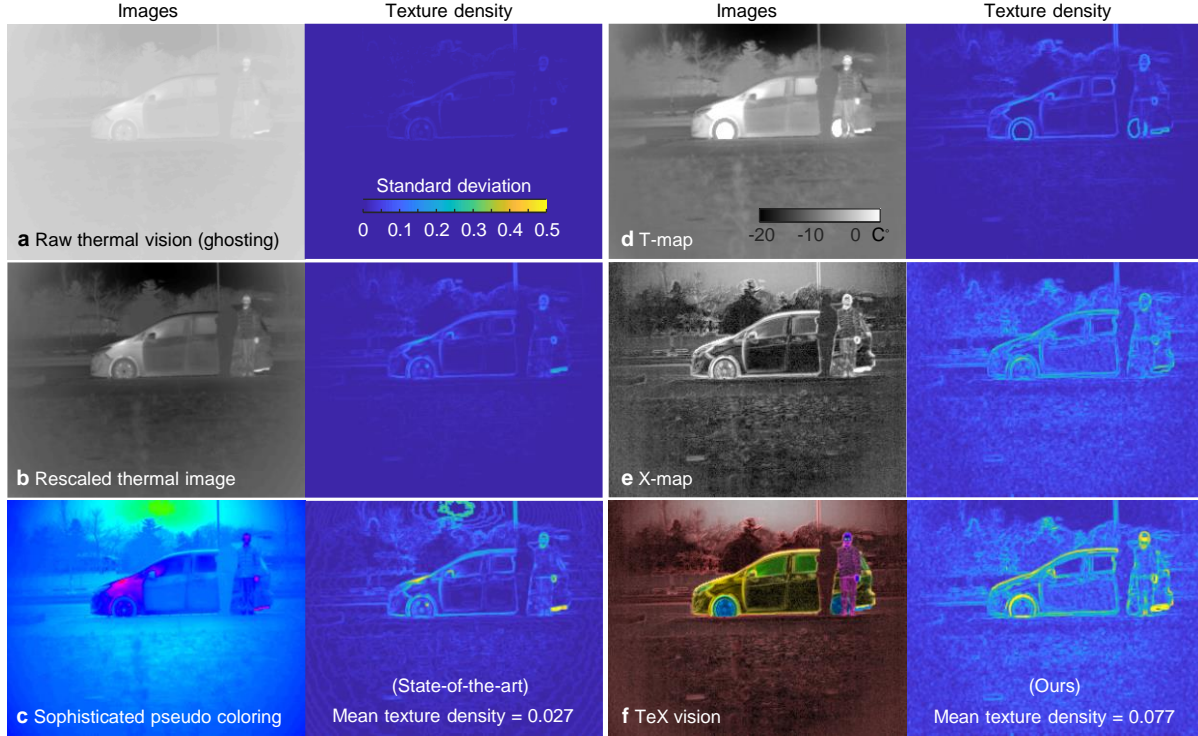 Images Texture density Images Texture density
Standard deviation
0 0.1 0.2 0.3 0.4 0.5
a Raw thermal vision (ghosting)
-20 -10 0 C°
d T-map
b Rescaled thermal image
e X-map
(State-of-the-art)
c Sophisticated pseudo coloring
Mean texture density = 0.027
(Ours)
f TeX vision
Mean texture density = 0.077